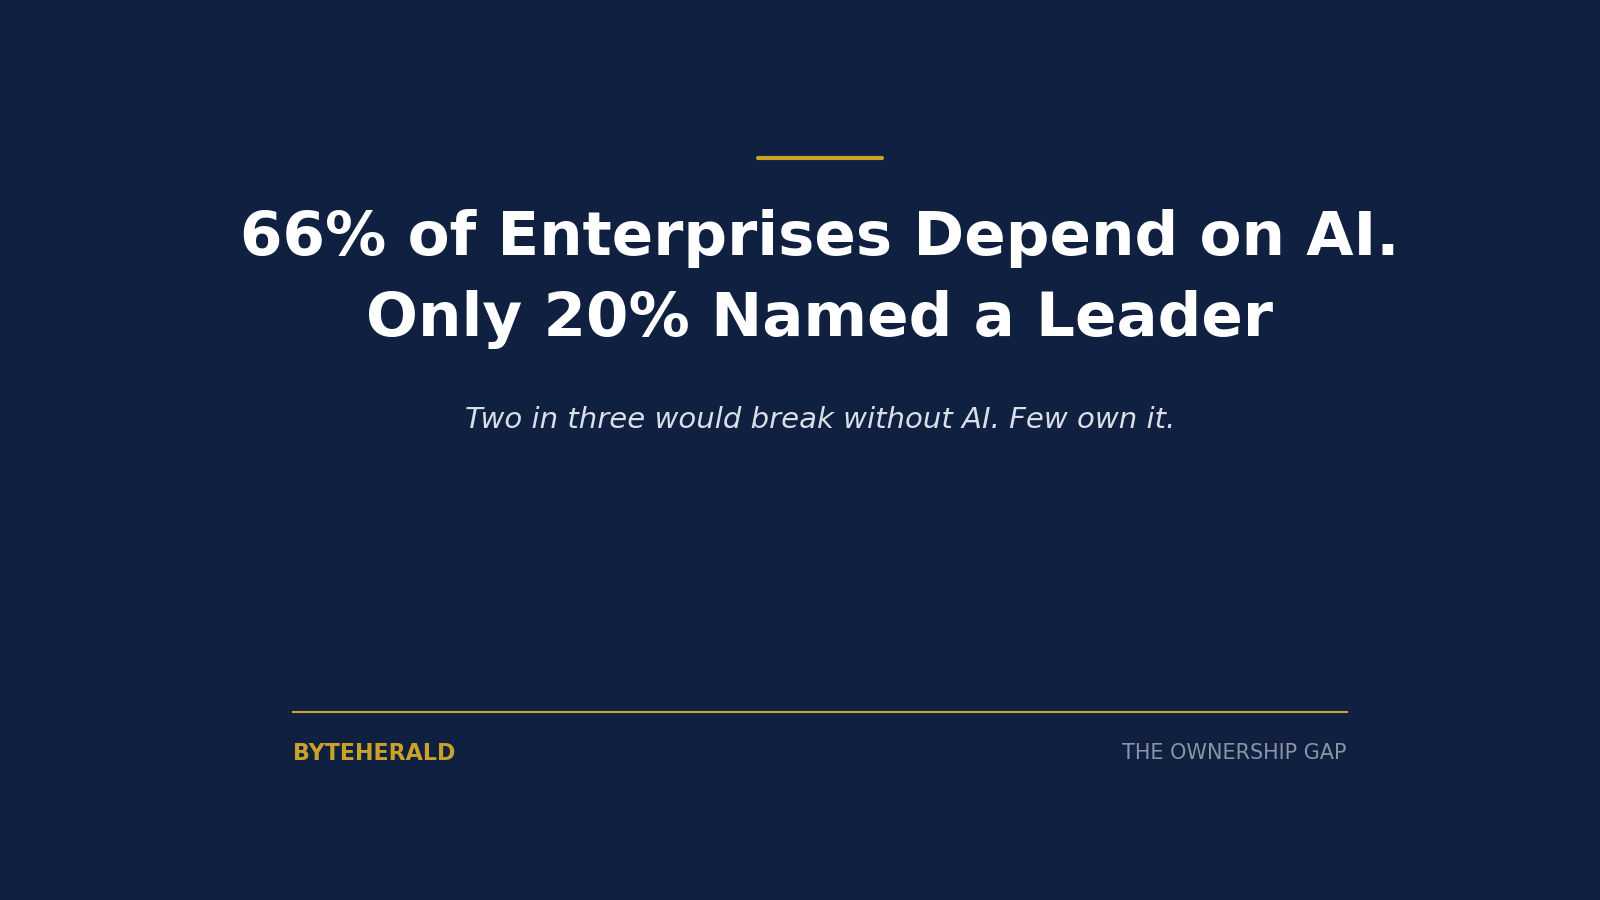 66% of Enterprises Depend on AI.
Only 20% Named a Leader
Two in three would break without AI. Few own it.
BYTEHERALD
THE OWNERSHIP GAP